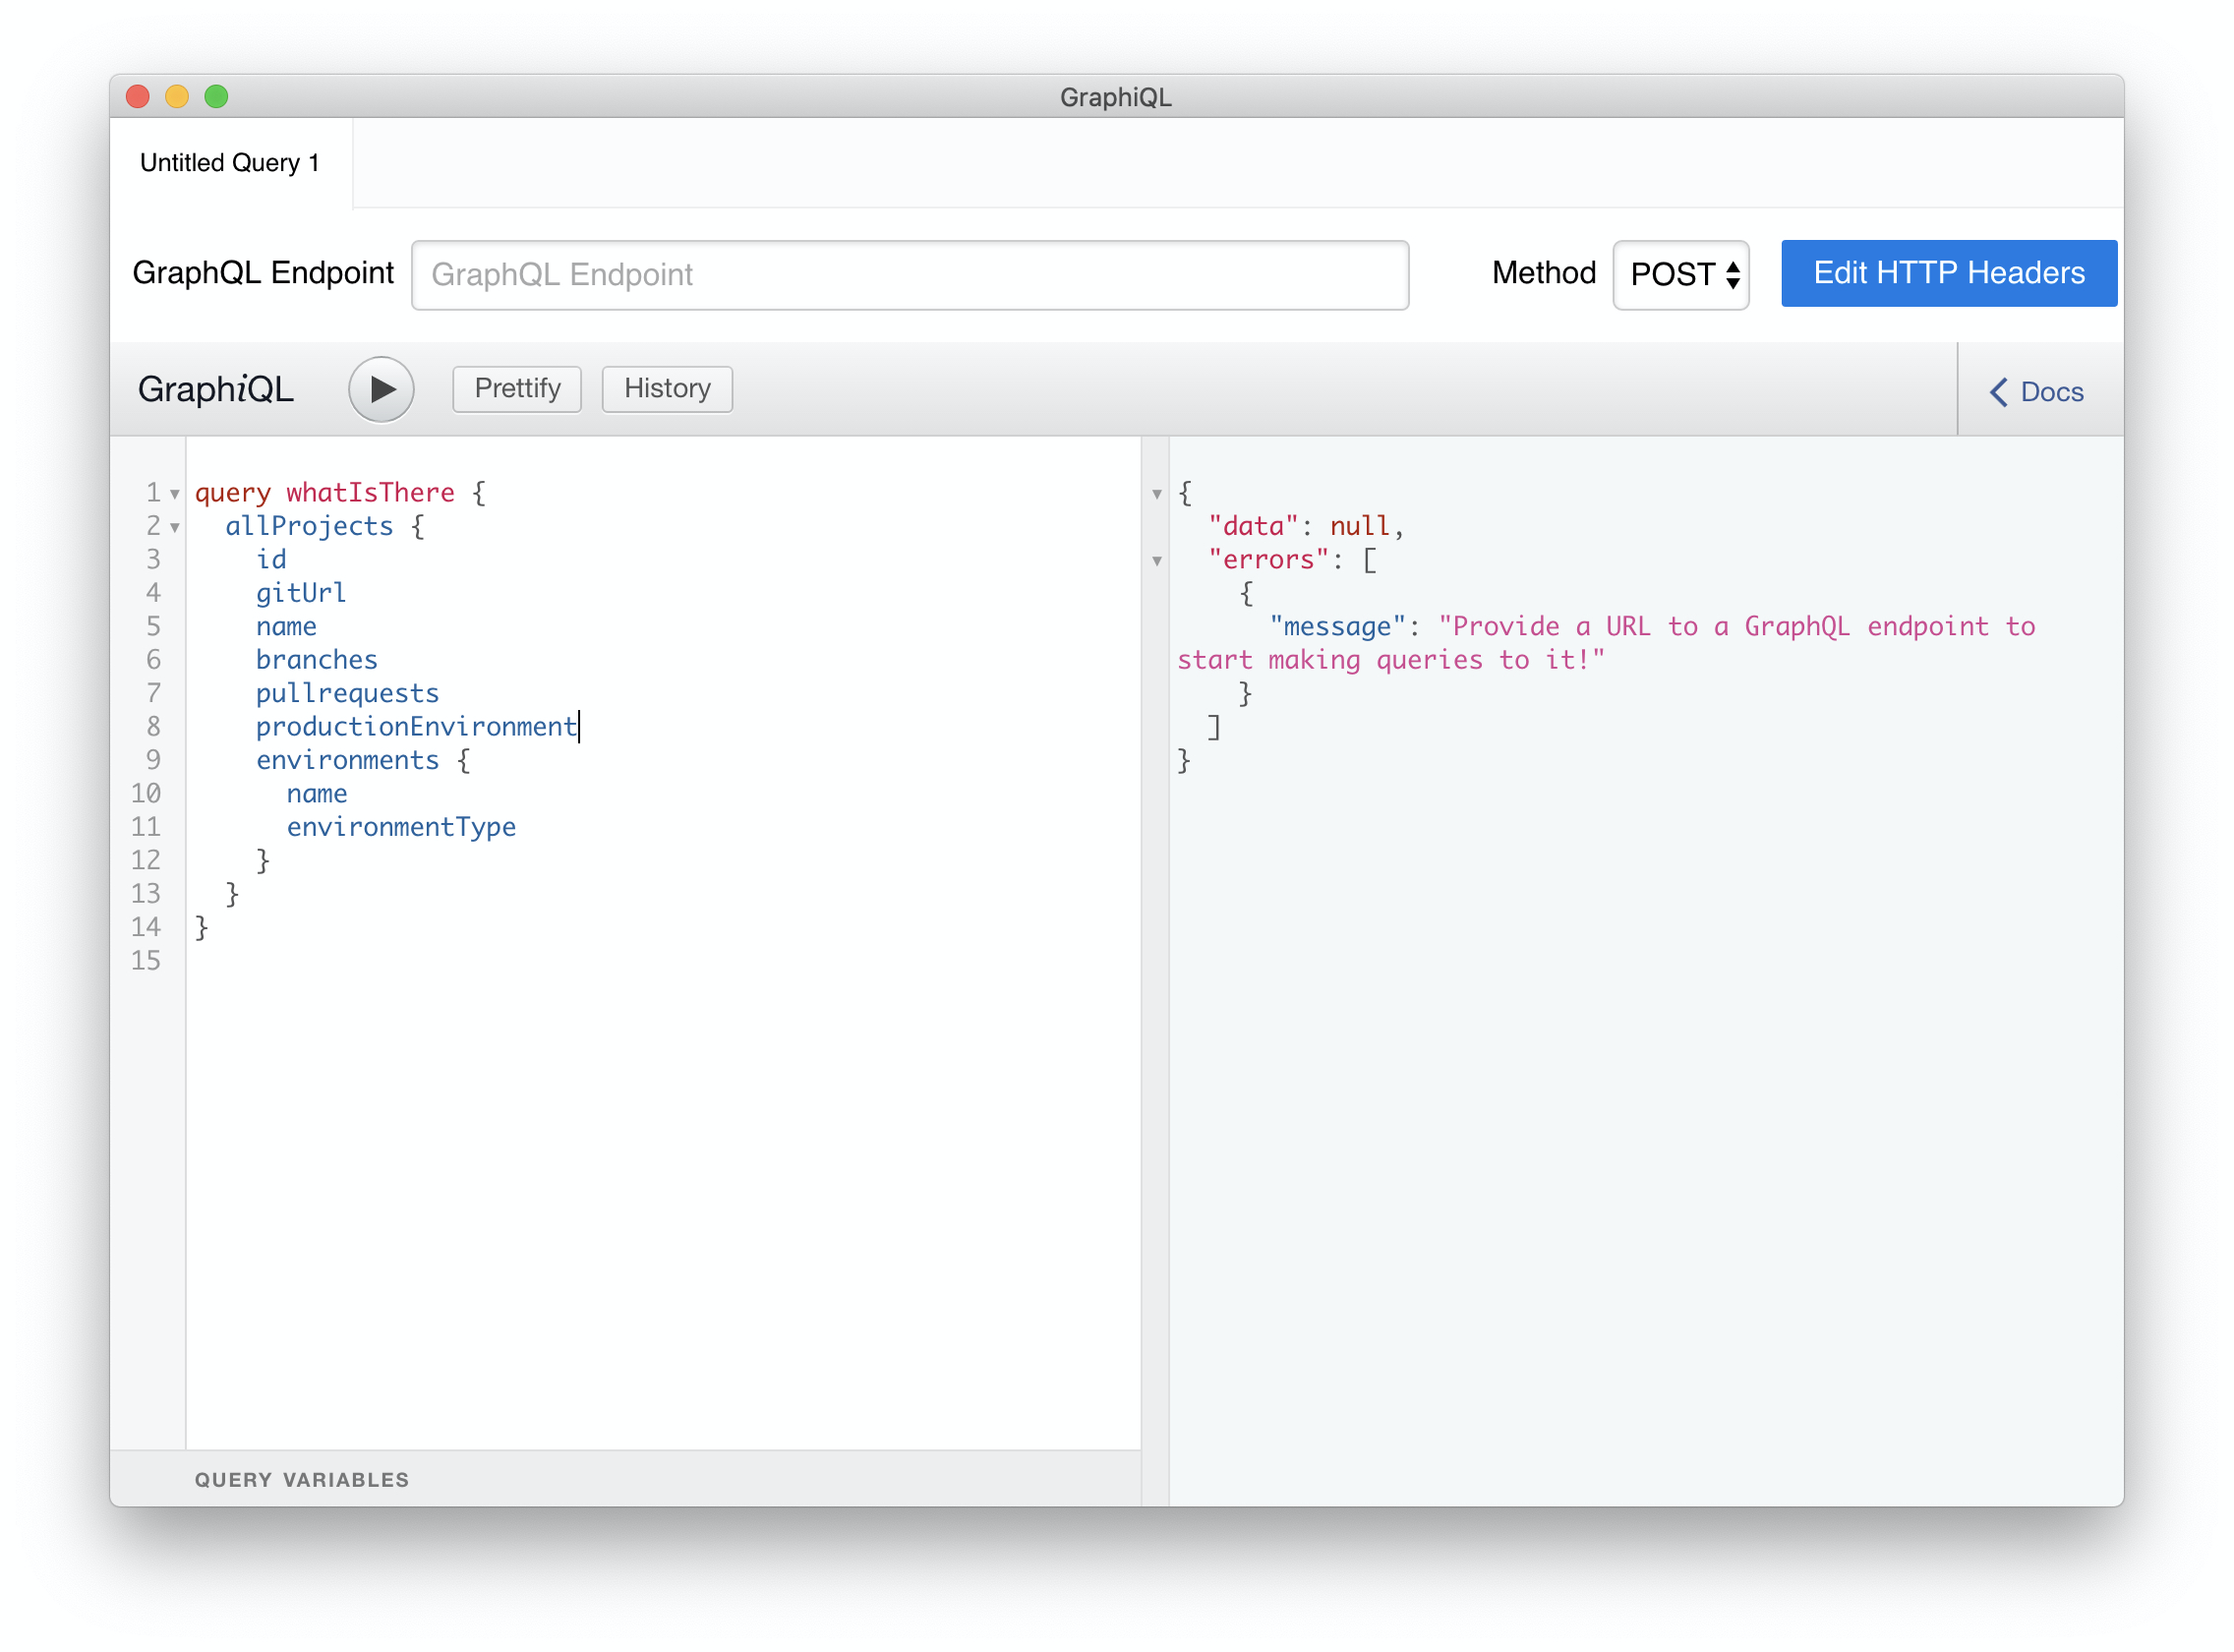 GraphiQL
Untitled Query 1
GraphQL Endpoint GraphQL Endpoint Method POST Edit HTTP Headers
GraphiQL Prettify History Docs
1 query whatIsThere {
2   allProjects {
3     id
4     gitUrl
5     name
6     branches
7     pullrequests
8     productionEnvironment
9     environments {
10       name
11       environmentType
12     }
13   }
14 }
15
{
  "data": null,
  "errors": [
    {
      "message": "Provide a URL to a GraphQL endpoint to
start making queries to it!"
    }
  ]
}
QUERY VARIABLES